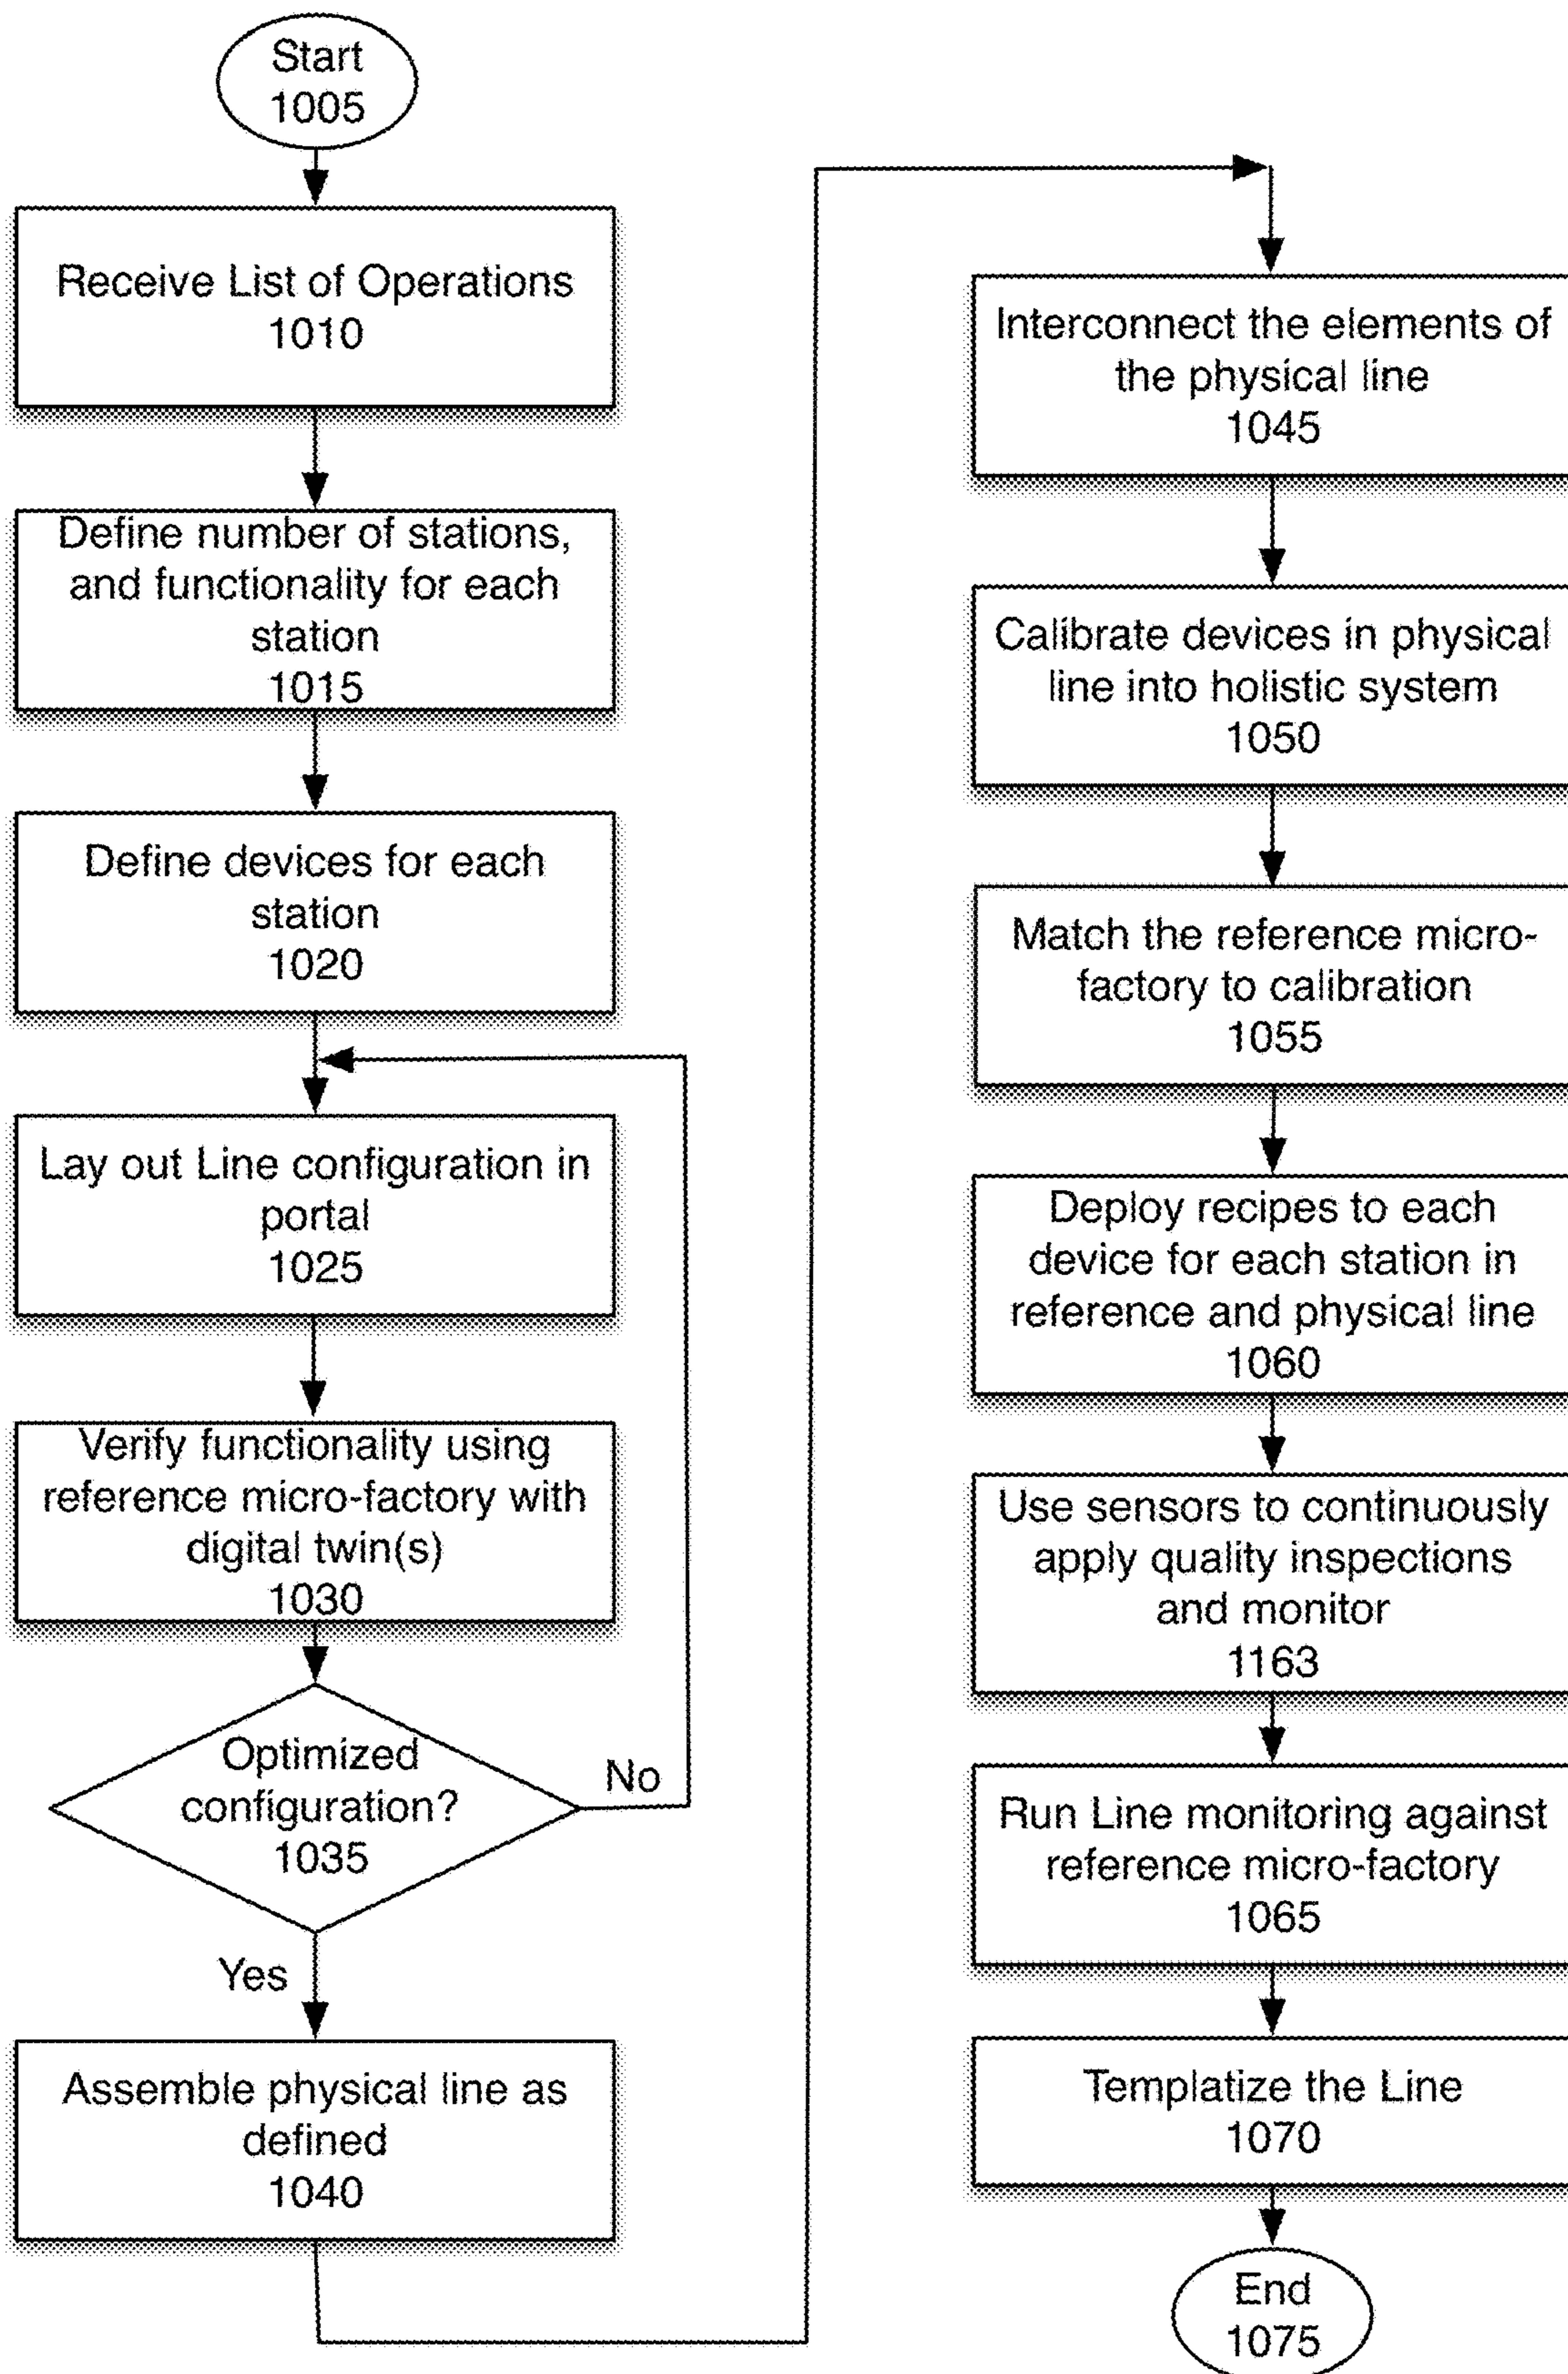 Start
1005
Receive List of Operations
1010
Define number of stations,
and functionality for each
station
1015
Define devices for each
station
1020
Lay out Line configuration in
portal
1025
Verify functionality using
reference micro-factory with
digital twin(s)
1030
Optimized
configuration?
1035
No
Yes
Assemble physical line as
defined
1040
Interconnect the elements of
the physical line
1045
Calibrate devices in physical
line into holistic system
1050
Match the reference micro-
factory to calibration
1055
Deploy recipes to each
device for each station in
reference and physical line
1060
Use sensors to continuously
apply quality inspections
and monitor
1163
Run Line monitoring against
reference micro-factory
1065
Templatize the Line
1070
End
1075